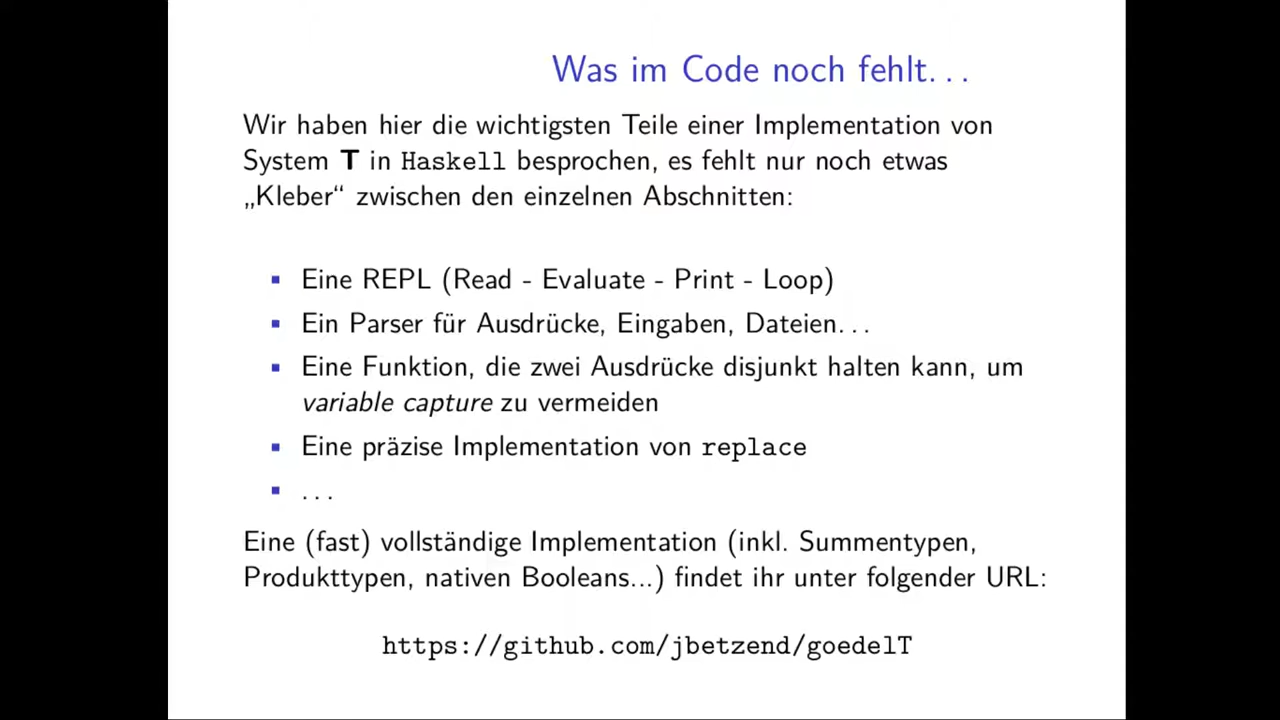 Was im Code noch fehlt...
Wir haben hier die wichtigsten Teile einer Implementation von
System T in Haskell besprochen, es fehlt nur noch etwas
„Kleber“ zwischen den einzelnen Abschnitten:
▪ Eine REPL (Read - Evaluate - Print - Loop)
▪ Ein Parser für Ausdrücke, Eingaben, Dateien...
▪ Eine Funktion, die zwei Ausdrücke disjunkt halten kann, um
variable capture zu vermeiden
▪ Eine präzise Implementation von replace
▪ ...
Eine (fast) vollständige Implementation (inkl. Summentypen,
Produkttypen, nativen Booleans...) findet ihr unter folgender URL:
https://github.com/jbetzend/goedelT